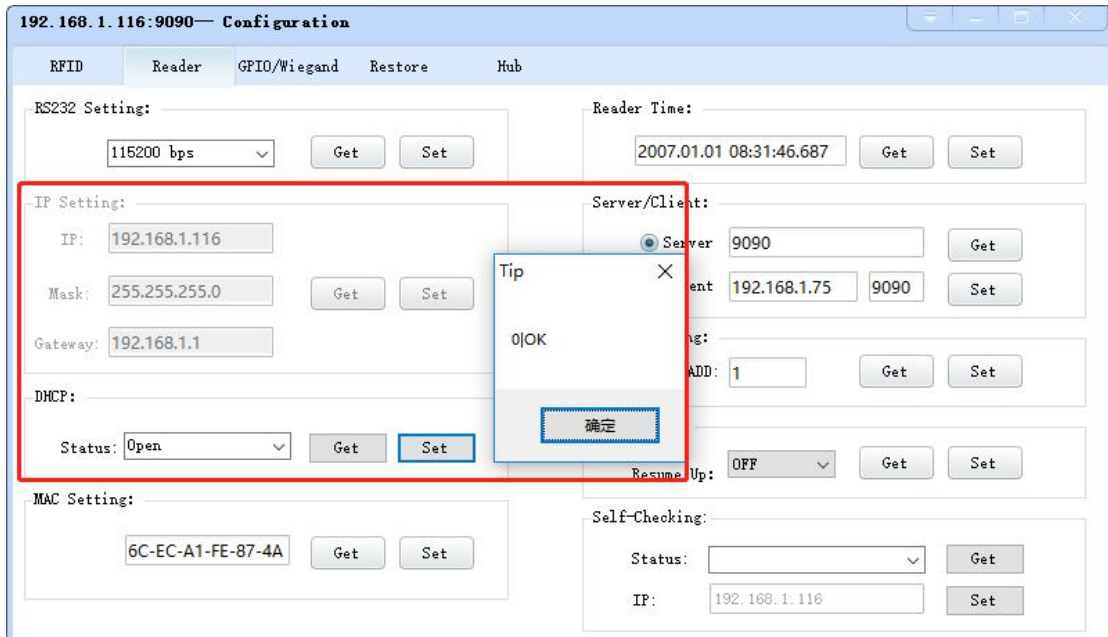 192.168.1.116:9090— Configuration
RFID Reader GPIO/Wiegand Restore Hub
RS232 Setting:
115200 bps Get Set
IP Setting:
IP: 192.168.1.116
Mask: 255.255.255.0 Get Set
Gateway: 192.168.1.1
DHCP:
Status: Open Get Set
MAC Setting:
6C-EC-A1-FE-87-4A Get Set
Reader Time:
2007.01.01 08:31:46.687 Get Set
Server/Client:
Server 9090 Get
ent 192.168.1.75 9090 Set
ng:
ADD: 1 Get Set
Resume Up: OFF Get Set
Self-Checking:
Status: Get
IP: 192.168.1.116 Set
Tip
0|OK
确定